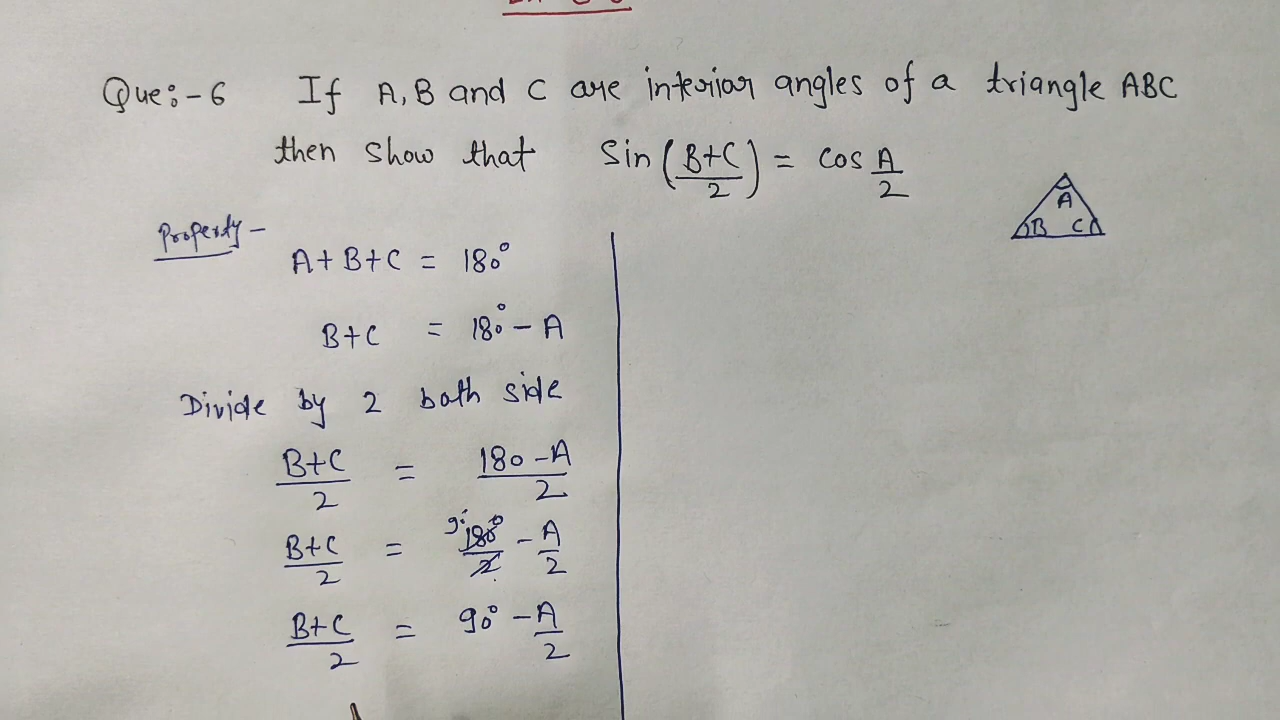 Que:-6 If A, B and C are interior angles of a triangle ABC
then show that Sin (B+C/2) = cos A/2
A
B C
Property -
A + B + C = 180°
B+C = 180° - A
Divide by 2 both side
B+C/2 = 180 - A/2
B+C/2 = 90 180°/2 - A/2
B+C/2 = 90° - A/2